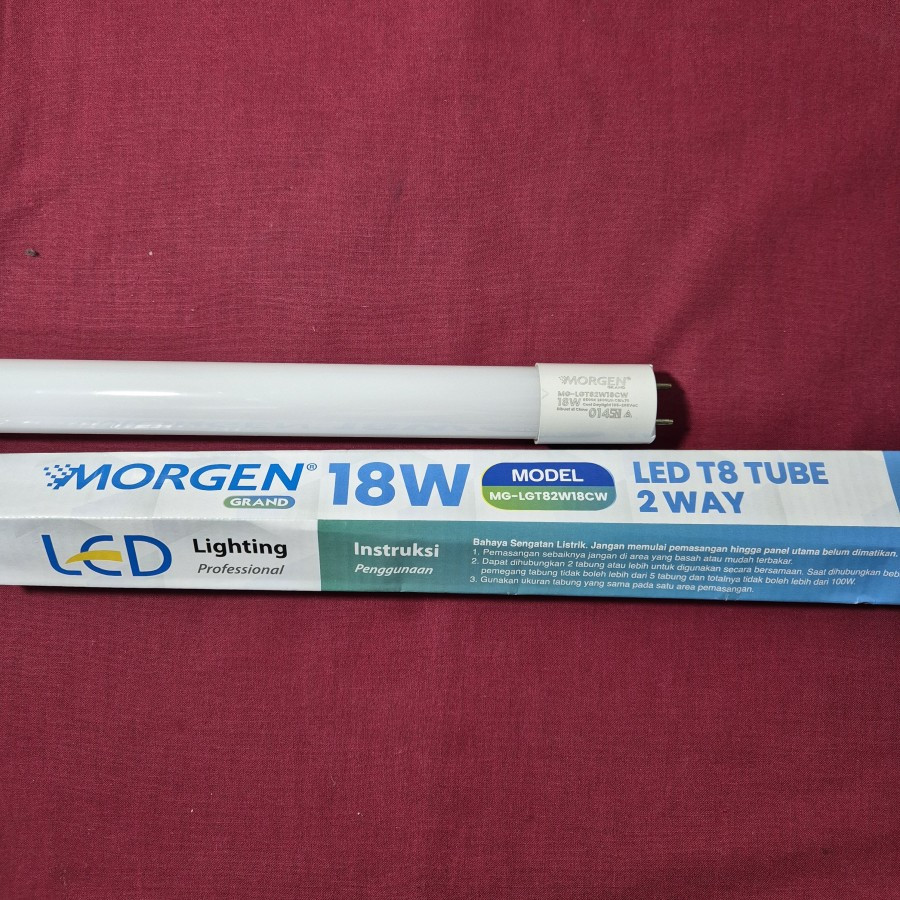 MORGEN®
MG-LGT82W18CW
18W
0145
MORGEN®
GRAND
18W
MODEL
MG-LGT82W18CW
LED T8 TUBE
2 WAY
LED
Lighting
Professional
Instruksi
Penggunaan
Bahaya Sengatan Listrik. Jangan memulai pemasangan hingga panel utama belum dimatikan.
1. Pemasangan sebaiknya jangan di area yang basah atau mudah terbakar.
2. Dapat dihubungkan 2 tabung atau lebih untuk digunakan secara bersamaan. Saat dihubungkan beb
pemegang tabung tidak boleh lebih dari 5 tabung dan totalnya tidak boleh lebih dari 100W.
3. Gunakan ukuran tabung yang sama pada satu area pemasangan.